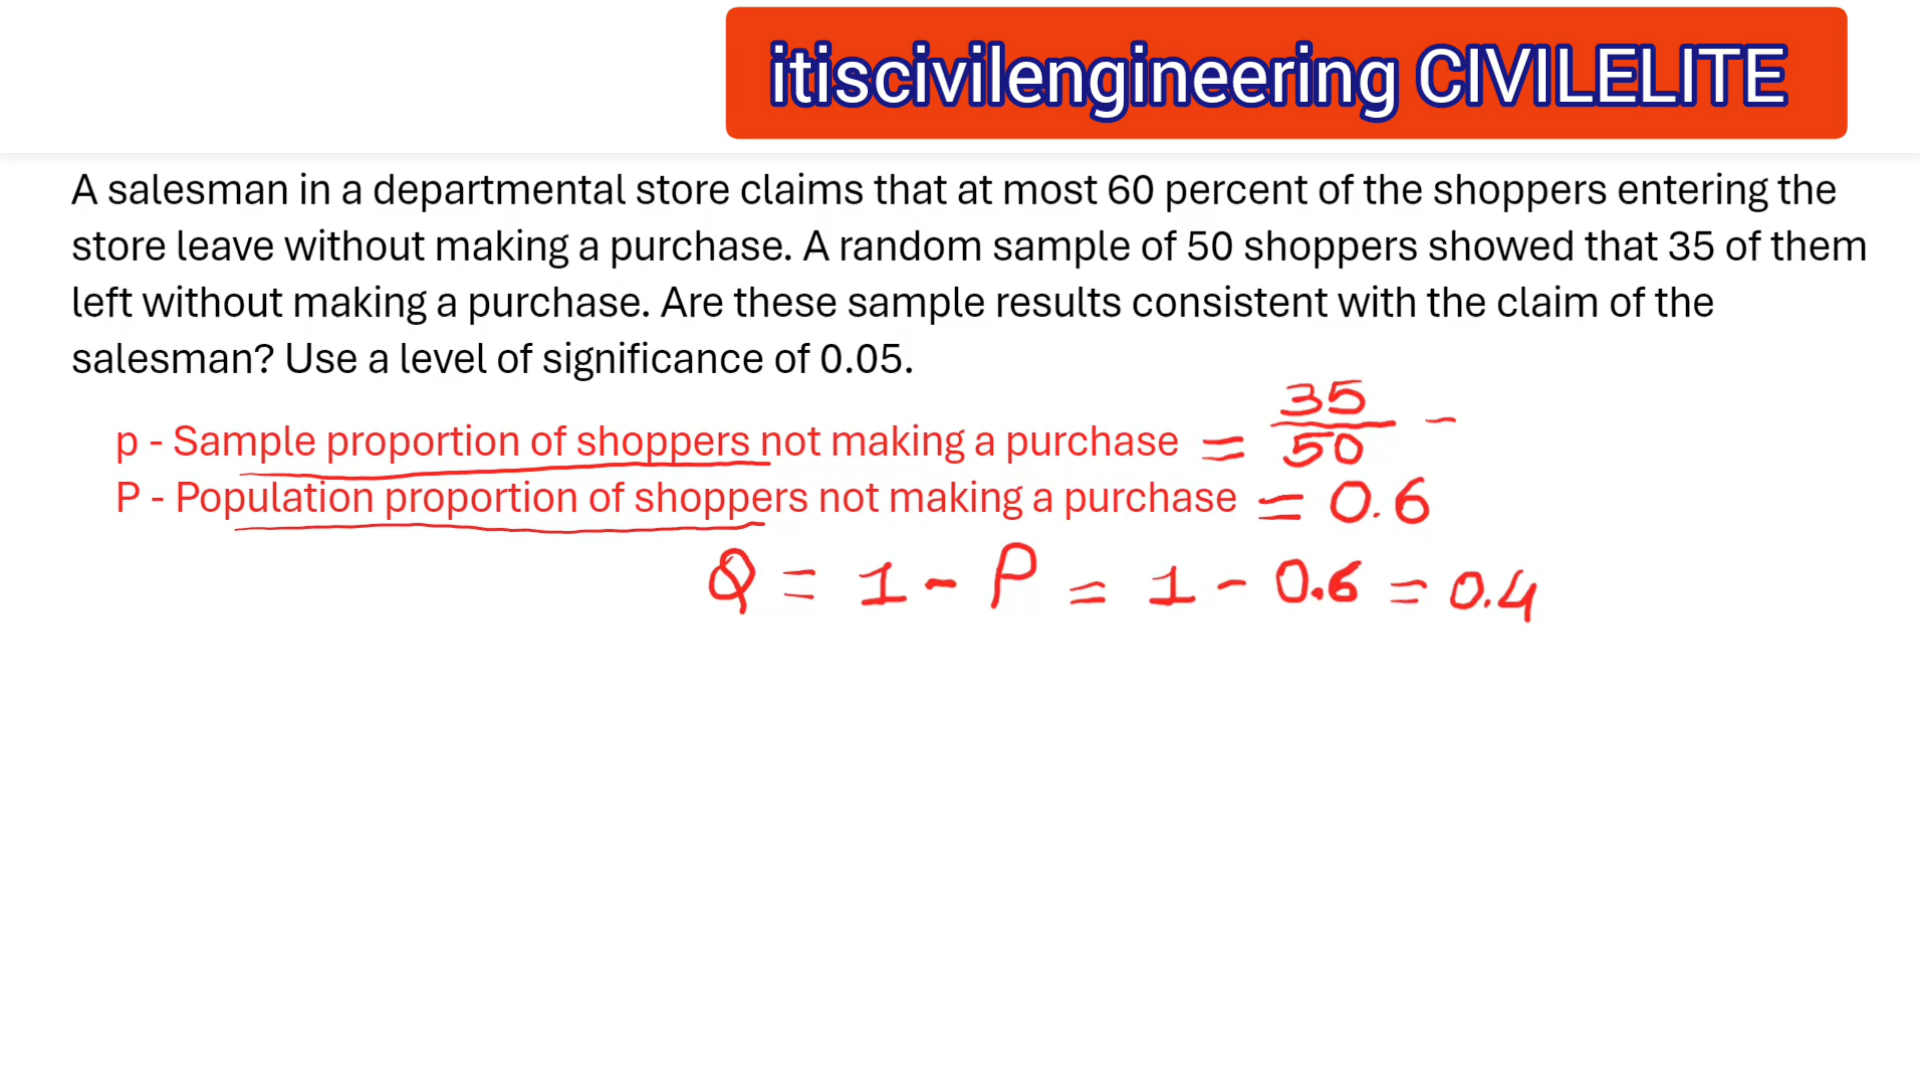 itiscivilengineering CIVILELITE
A salesman in a departmental store claims that at most 60 percent of the shoppers entering the
store leave without making a purchase. A random sample of 50 shoppers showed that 35 of them
left without making a purchase. Are these sample results consistent with the claim of the
salesman? Use a level of significance of 0.05.
p - Sample proportion of shoppers not making a purchase = 35/50 -
P - Population proportion of shoppers not making a purchase = 0.6
Q = 1 - P = 1 - 0.6 = 0.4